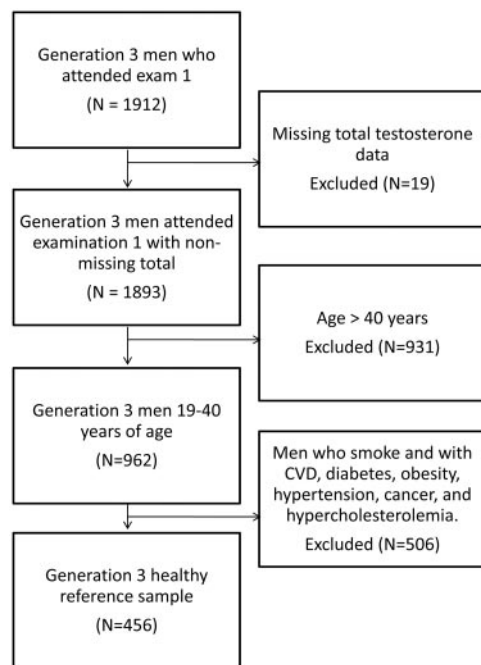 Generation 3 men who
attended exam 1
(N = 1912)
Missing total testosterone
data
Excluded (N=19)
Generation 3 men attended
examination 1 with non-
missing total
(N = 1893)
Age > 40 years
Excluded (N=931)
Generation 3 men 19-40
years of age
(N=962)
Men who smoke and with
CVD, diabetes, obesity,
hypertension, cancer, and
hypercholesterolemia.
Excluded (N=506)
Generation 3 healthy
reference sample
(N=456)